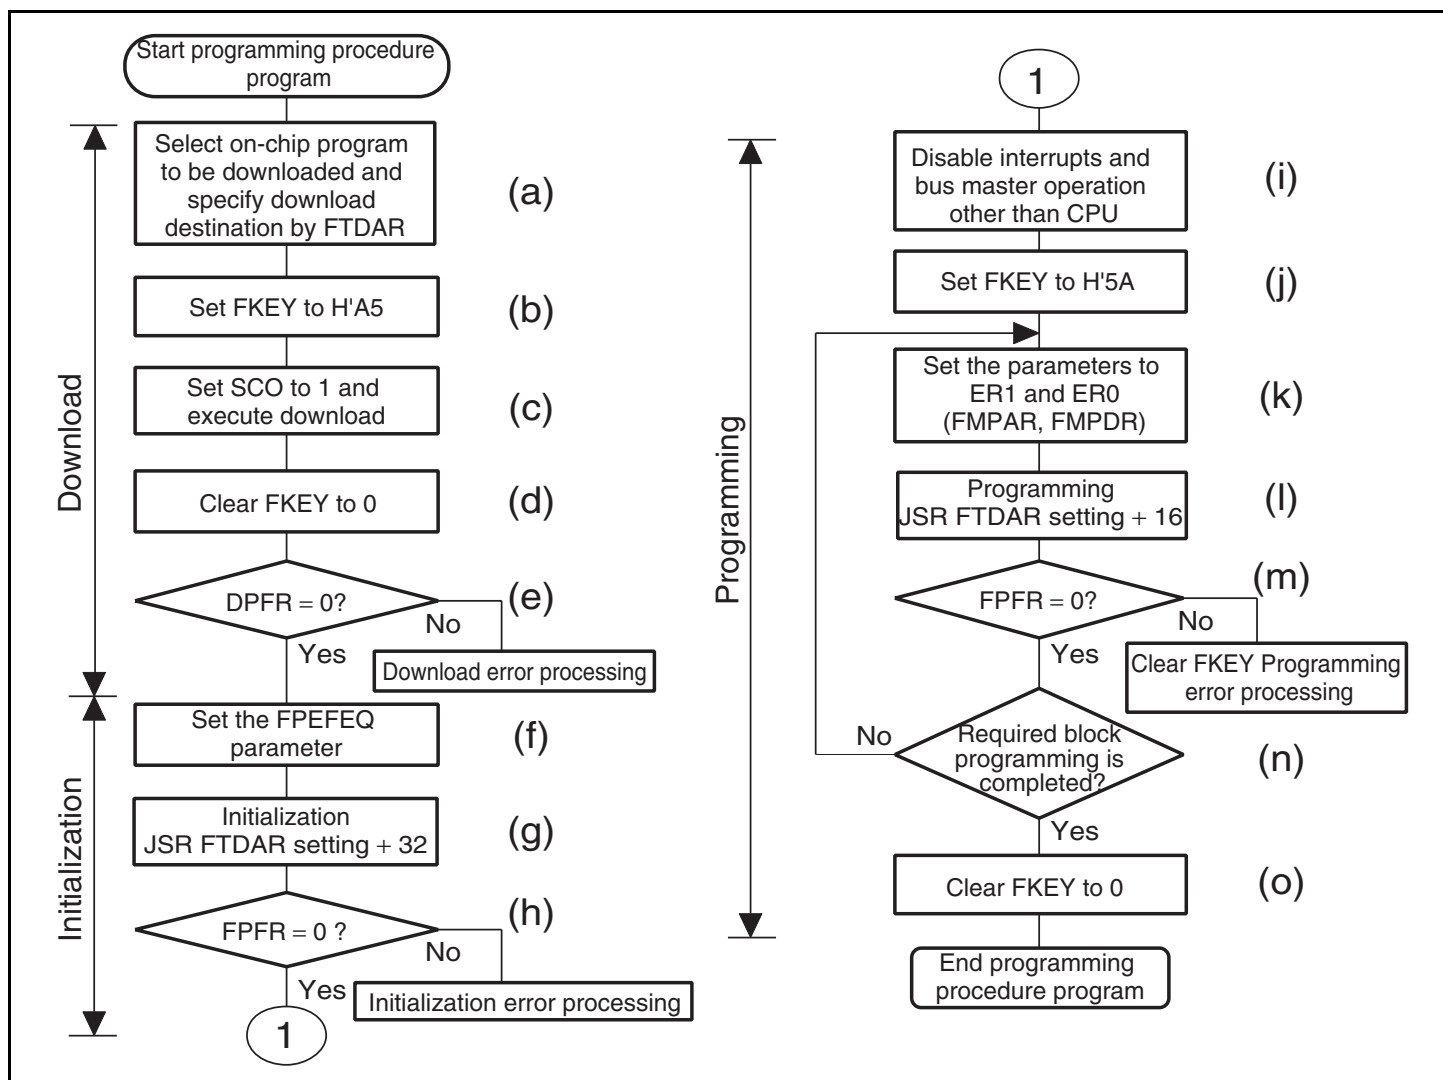 Start programming procedure
program
Download
Select on-chip program
to be downloaded and
specify download
destination by FTDAR
(a)
Set FKEY to H'A5
(b)
Set SCO to 1 and
execute download
(c)
Clear FKEY to 0
(d)
DPFR = 0?
(e)
No
Yes
Download error processing
Initialization
Set the FPEFEQ
parameter
(f)
Initialization
JSR FTDAR setting + 32
(g)
FPFR = 0 ?
(h)
No
Yes
Initialization error processing
1
1
Programming
Disable interrupts and
bus master operation
other than CPU
(i)
Set FKEY to H'5A
(j)
Set the parameters to
ER1 and ER0
(FMPAR, FMPDR)
(k)
Programming
JSR FTDAR setting + 16
(l)
FPFR = 0?
(m)
No
Yes
Clear FKEY Programming
error processing
Required block
programming is
completed?
(n)
No
Yes
Clear FKEY to 0
(o)
End programming
procedure program